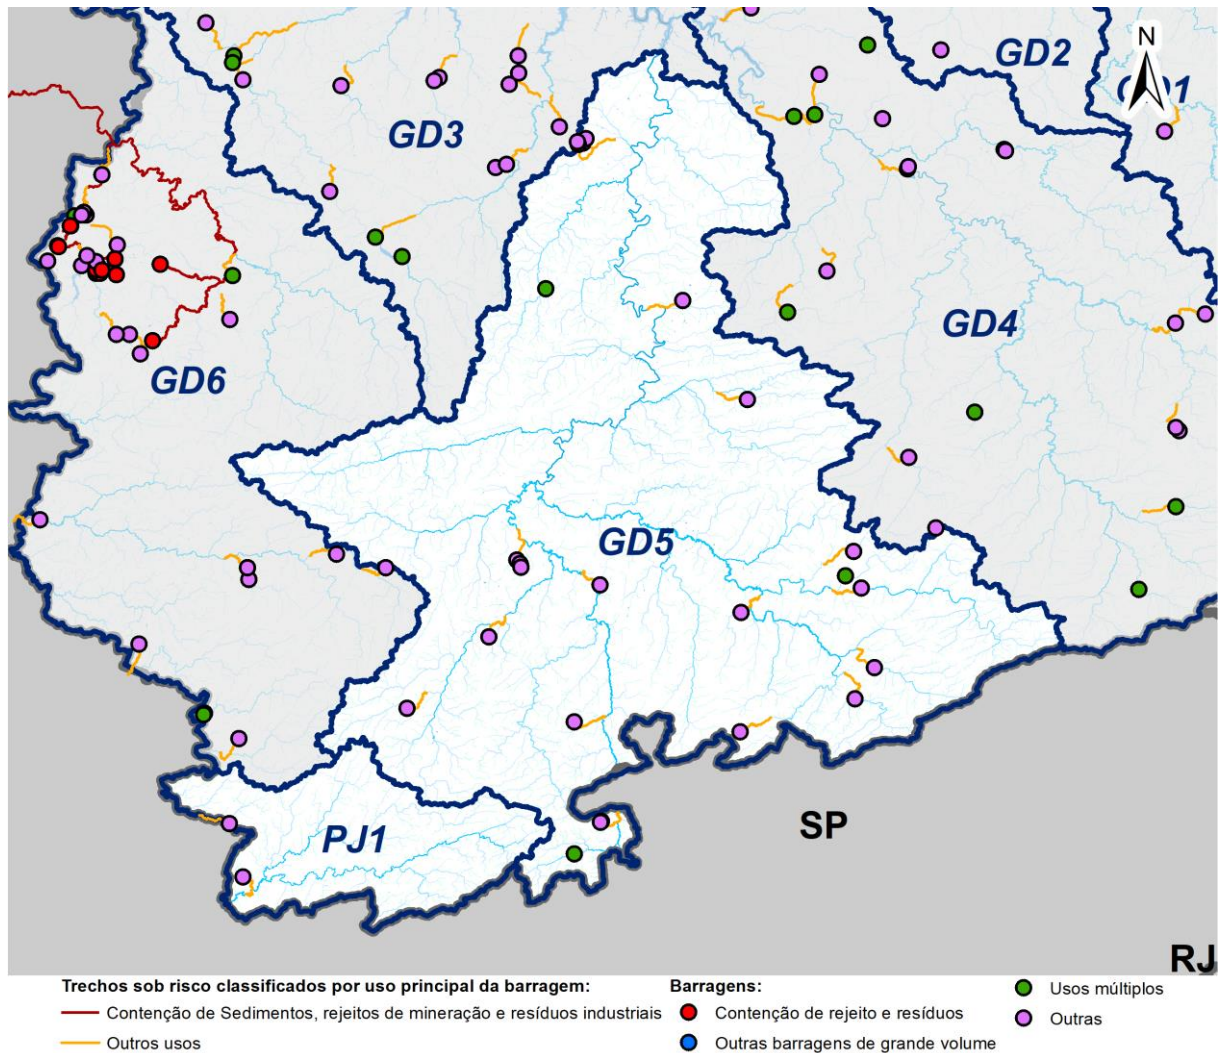 GD2
N
GD3
GD4
GD6
GD5
PJ1
SP
RJ
Trechos sob risco classificados por uso principal da barragem:
Contenção de Sedimentos, rejeitos de mineração e resíduos industriais
Outros usos
Barragens:
Contenção de rejeito e resíduos
Outras barragens de grande volume
Usos múltiplos
Outras